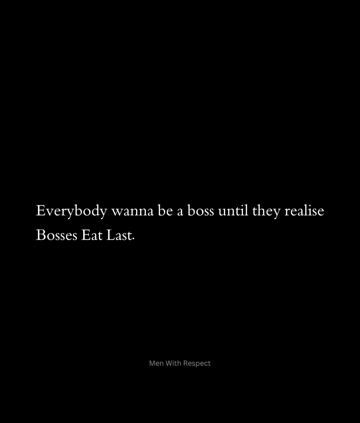 Everybody wanna be a boss until they realise
Bosses Eat Last.
Men With Respect